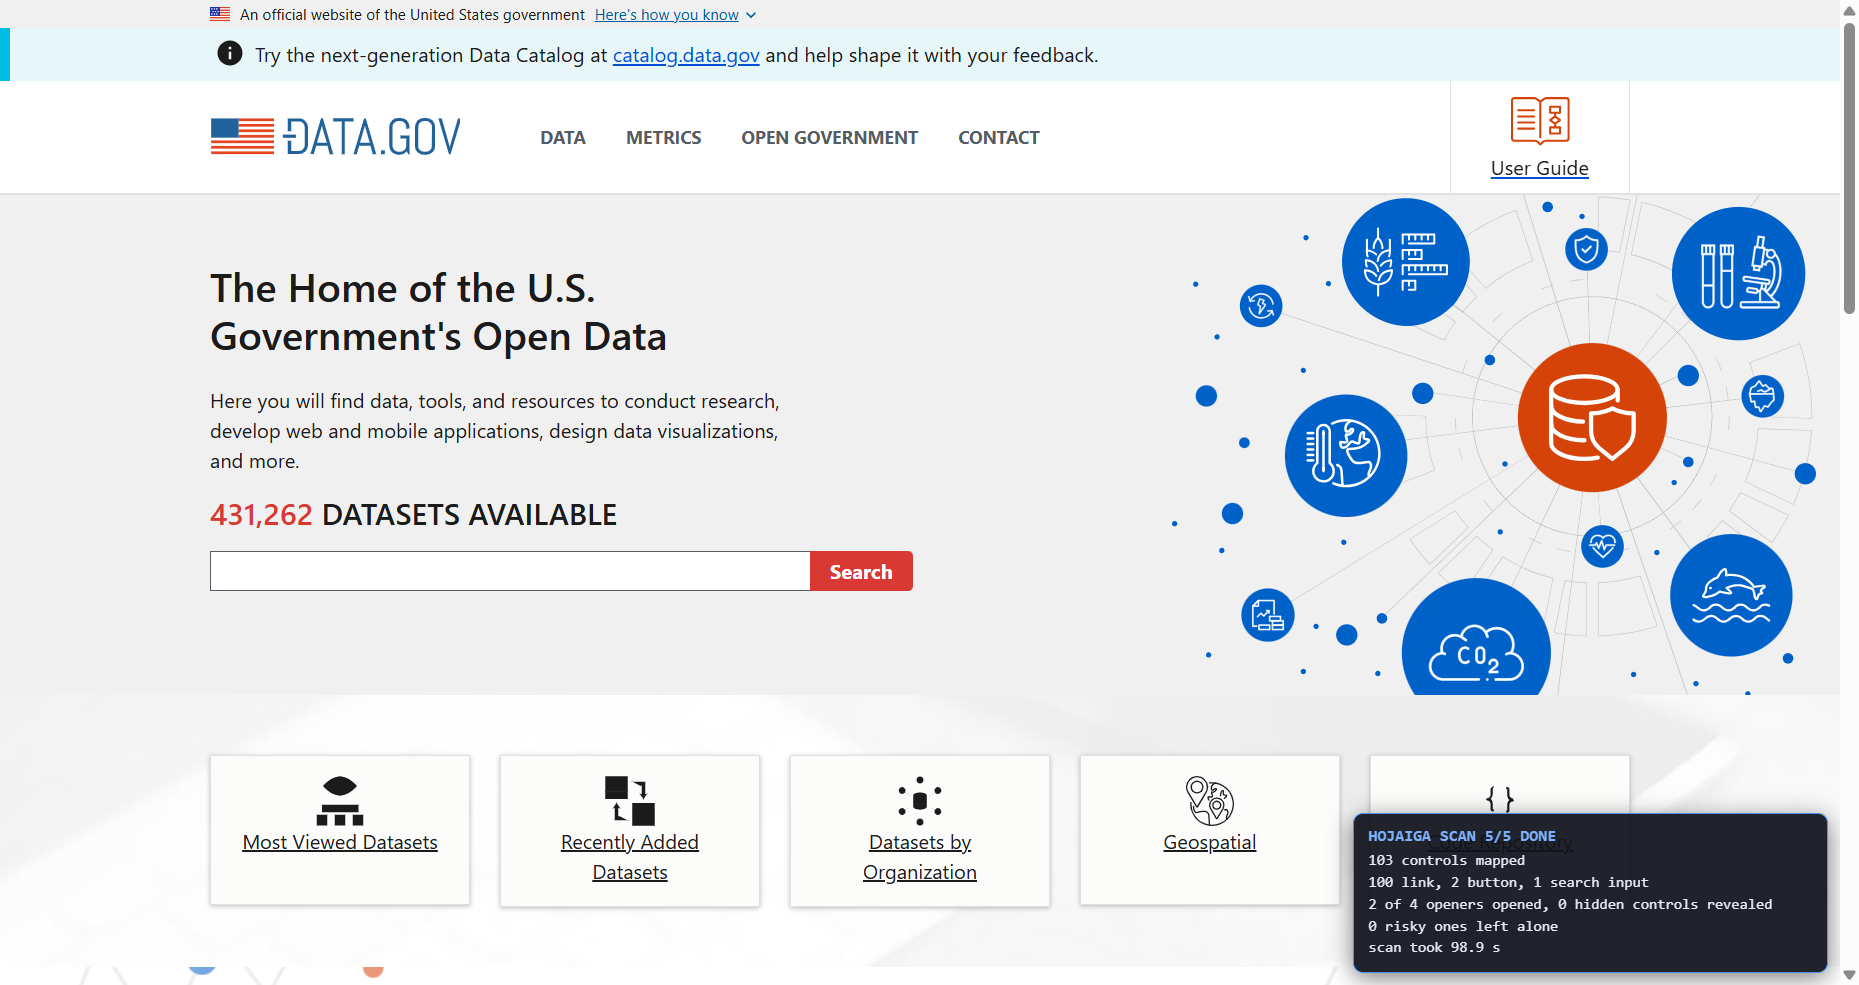 An official website of the United States government Here's how you know
Try the next-generation Data Catalog at catalog.data.gov and help shape it with your feedback.
DATA.GOV
DATA METRICS OPEN GOVERNMENT CONTACT
User Guide
The Home of the U.S.
Government's Open Data
Here you will find data, tools, and resources to conduct research,
develop web and mobile applications, design data visualizations,
and more.
431,262 DATASETS AVAILABLE
Search
CO2
Most Viewed Datasets
Recently Added
Datasets
Datasets by
Organization
Geospatial
{ }
Code Repository
HOJAIGA SCAN 5/5 DONE
103 controls mapped
100 link, 2 button, 1 search input
2 of 4 openers opened, 0 hidden controls revealed
0 risky ones left alone
scan took 98.9 s